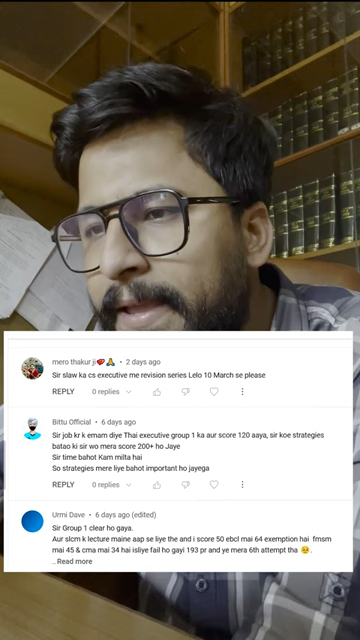 mero thakur ji❤️🙏 • 2 days ago
Sir slaw ka cs executive me revision series Lelo 10 March se please
REPLY 0 replies
Bittu Official • 6 days ago
Sir job kr k emam diye Thai executive group 1 ka aur score 120 aaya, sir koe strategies
batao ki sir wo mera score 200+ ho Jaye
Sir time bahot Kam milta hai
So strategies mere liye bahot important ho jayega
REPLY 0 replies
Urmi Dave • 6 days ago (edited)
Sir Group 1 clear ho gaya.
Aur slcm k lecture maine aap se liye the and i score 50 ebcl mai 64 exemption hai fmsm
mai 45 & cma mai 34 hai isliye fail ho gayi 193 pr and ye mera 6th attempt tha 😔.
.. Read more